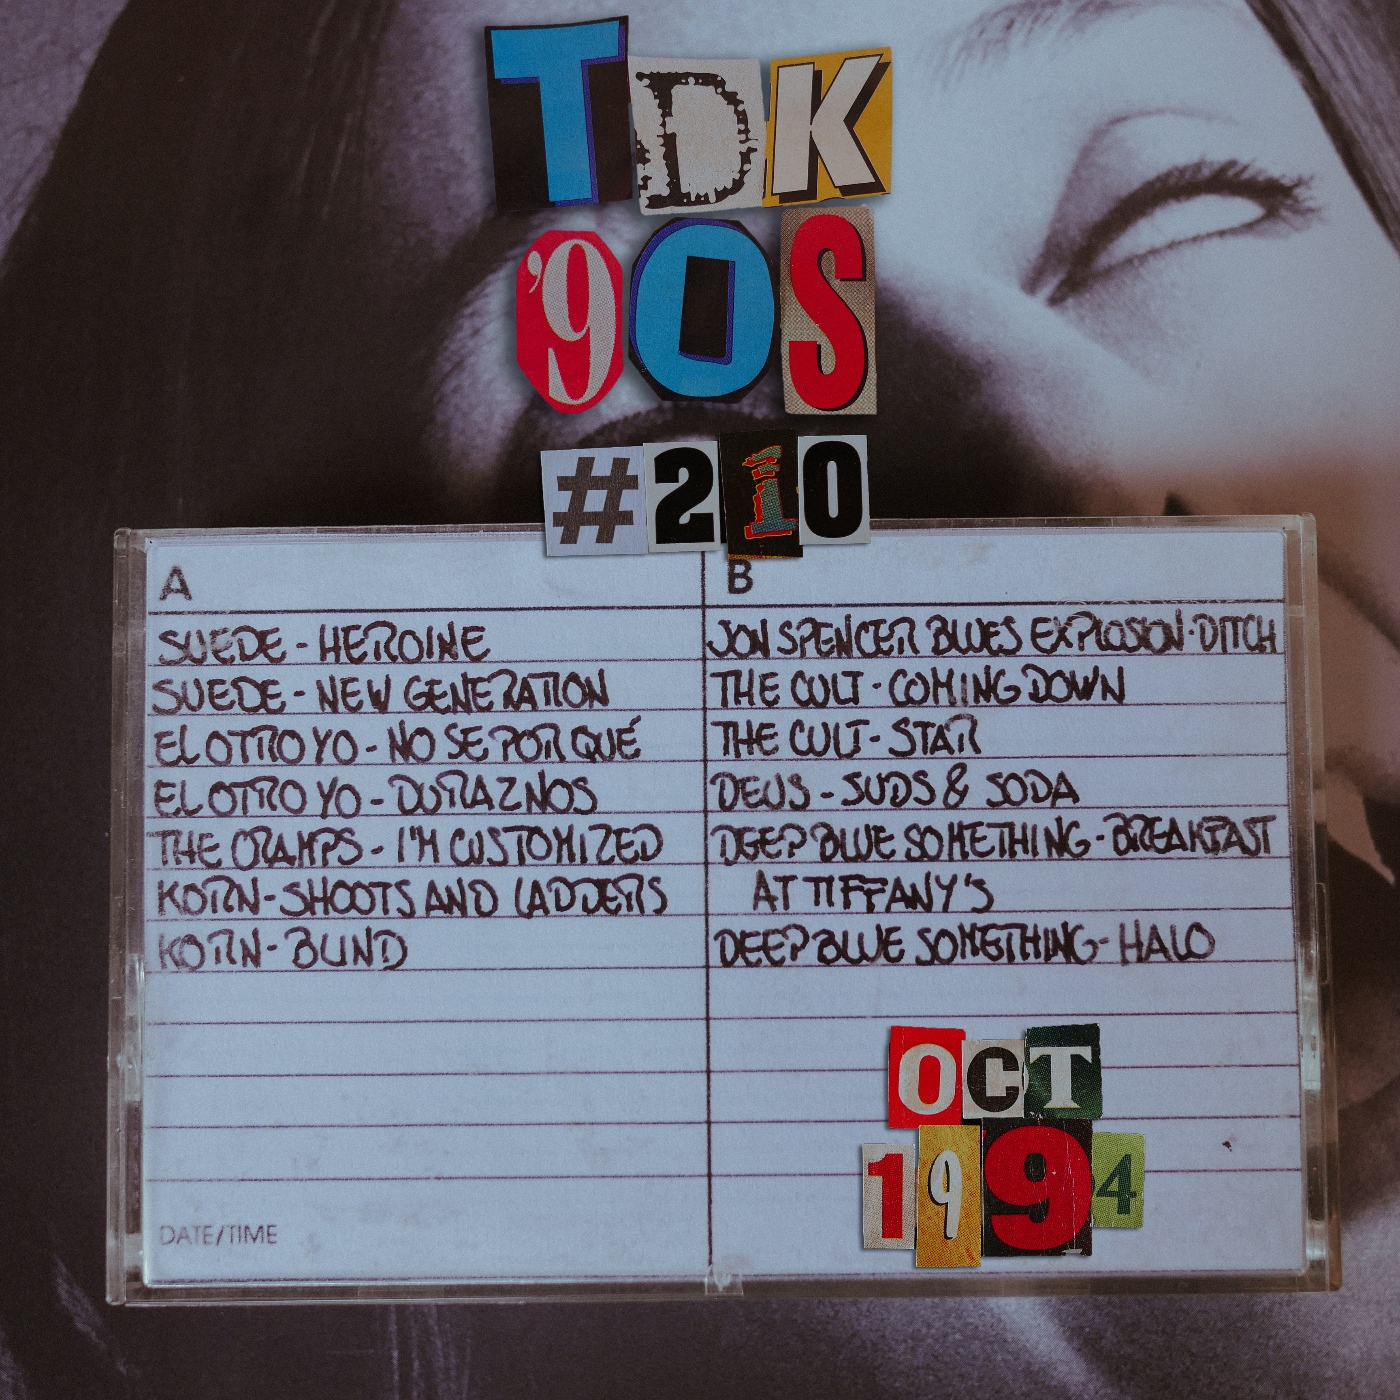 TDK
'90S
#210
A
SUEDE - HEROINE
SUEDE - NEW GENERATION
EL OTRO YO - NO SE POR QUÉ
EL OTRO YO - DURAZNOS
THE CRAMPS - I'M CUSTOMIZED
KORN - SHOOTS AND LADDERS
KORN - BLIND
DATE/TIME
B
JON SPENCER BLUES EXPLOSION - DITCH
THE CULT - COMING DOWN
THE CULT - STAR
DEUS - SUDS & SODA
DEEP BLUE SOMETHING - BREAKFAST
AT TIFFANY'S
DEEP BLUE SOMETHING - HALO
OCT
1994